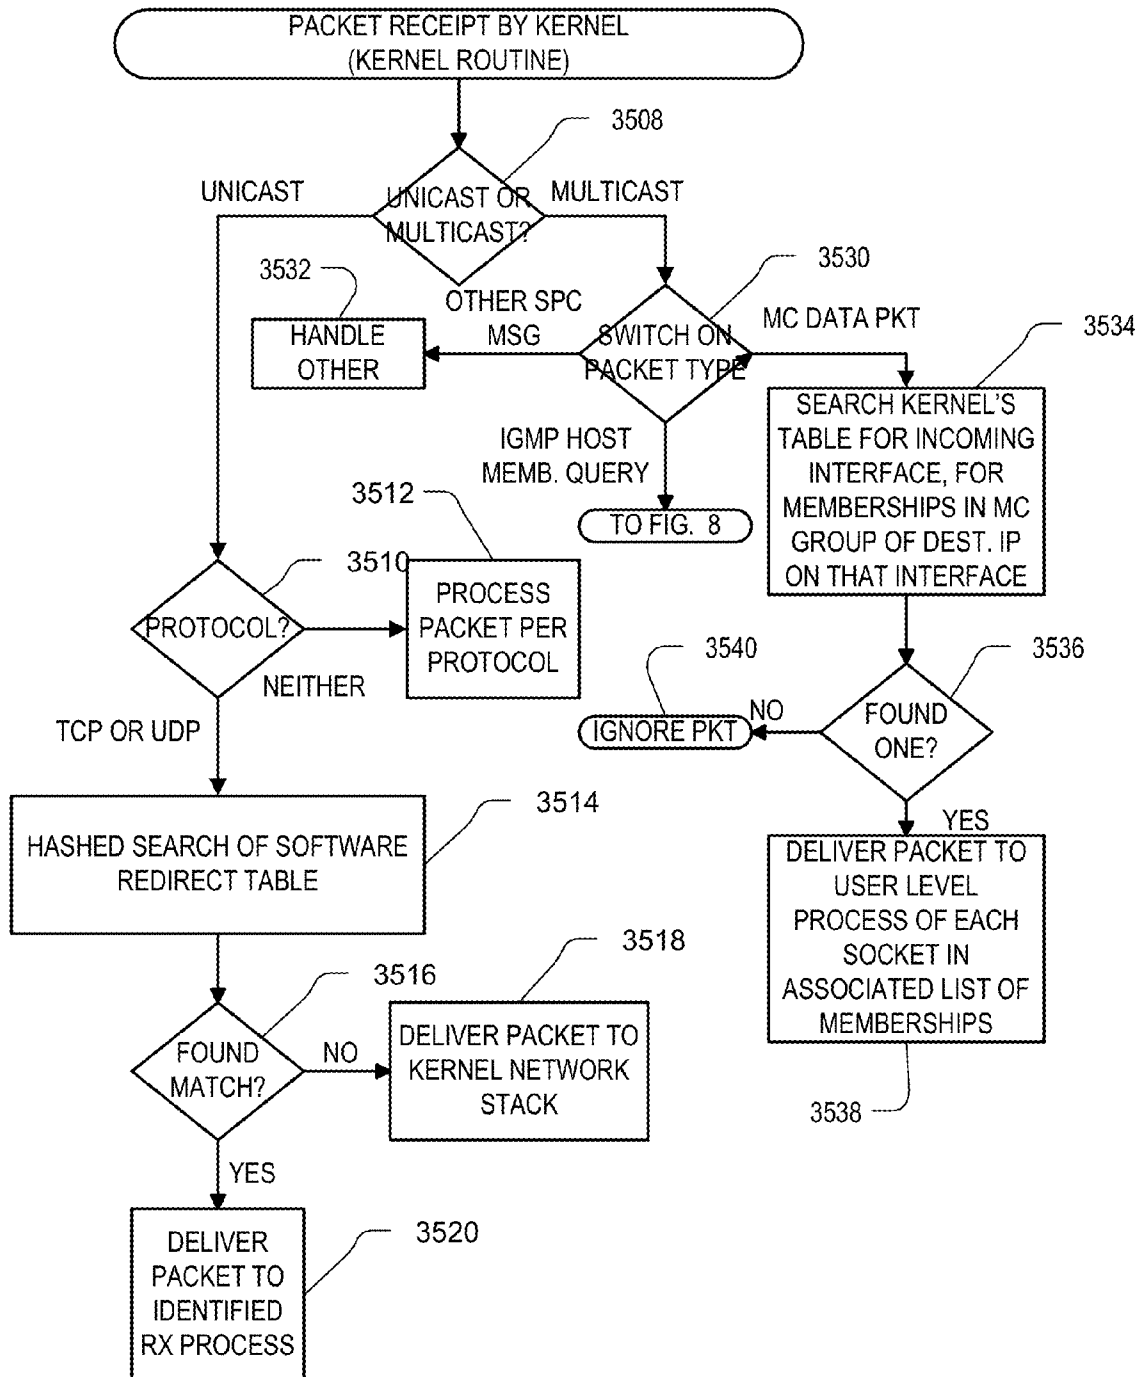 PACKET RECEIPT BY KERNEL
(KERNEL ROUTINE)
3508
UNICAST
UNICAST OR
MULTICAST?
MULTICAST
3532
OTHER SPC
MSG
3530
HANDLE
OTHER
SWITCH ON
PACKET TYPE
MC DATA PKT
3534
IGMP HOST
MEMB. QUERY
TO FIG. 8
SEARCH KERNEL'S
TABLE FOR INCOMING
INTERFACE, FOR
MEMBERSHIPS IN MC
GROUP OF DEST. IP
ON THAT INTERFACE
3512
3510
PROTOCOL?
PROCESS
PACKET PER
PROTOCOL
NEITHER
TCP OR UDP
3540
3536
IGNORE PKT
NO
FOUND
ONE?
YES
3514
HASHED SEARCH OF SOFTWARE
REDIRECT TABLE
DELIVER PACKET TO
USER LEVEL
PROCESS OF EACH
SOCKET IN
ASSOCIATED LIST OF
MEMBERSHIPS
3538
3516
3518
FOUND
MATCH?
NO
DELIVER PACKET TO
KERNEL NETWORK
STACK
YES
3520
DELIVER
PACKET TO
IDENTIFIED
RX PROCESS